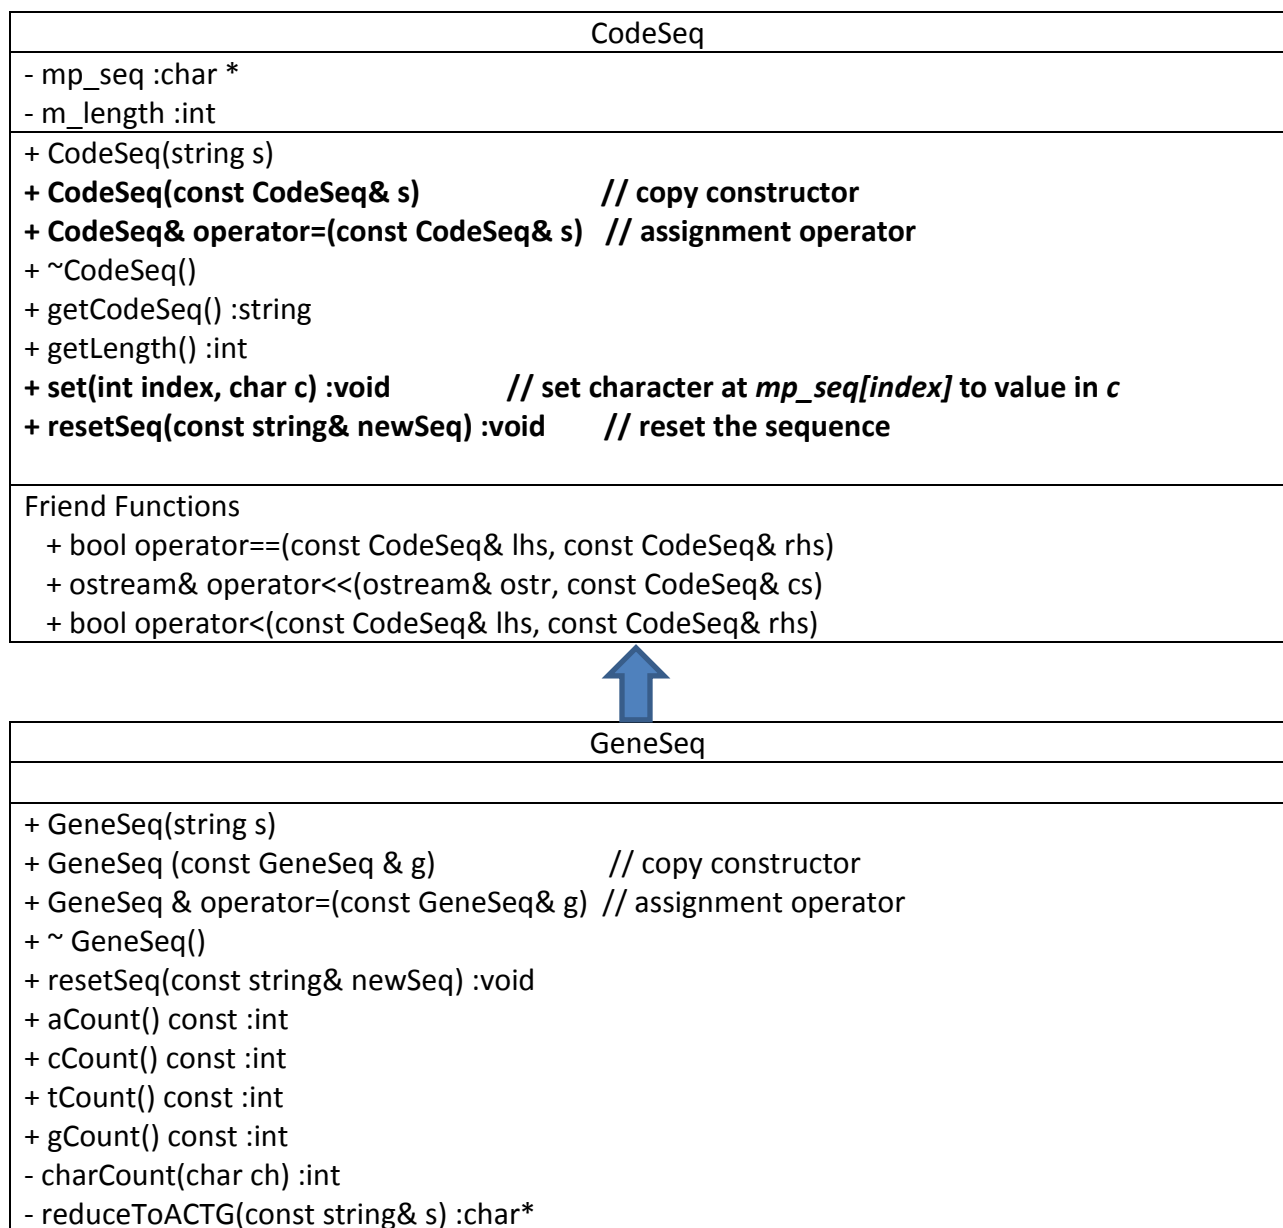 CodeSeq
- mp_seq :char *
- m_length :int
+ CodeSeq(string s)
+ CodeSeq(const CodeSeq& s) // copy constructor
+ CodeSeq& operator=(const CodeSeq& s) // assignment operator
+ ~CodeSeq()
+ getCodeSeq() :string
+ getLength() :int
+ set(int index, char c) :void // set character at mp_seq[index] to value in c
+ resetSeq(const string& newSeq) :void // reset the sequence
Friend Functions
+ bool operator==(const CodeSeq& lhs, const CodeSeq& rhs)
+ ostream& operator<<(ostream& ostr, const CodeSeq& cs)
+ bool operator<(const CodeSeq& lhs, const CodeSeq& rhs)
GeneSeq
+ GeneSeq(string s)
+ GeneSeq (const GeneSeq & g) // copy constructor
+ GeneSeq & operator=(const GeneSeq& g) // assignment operator
+ ~ GeneSeq()
+ resetSeq(const string& newSeq) :void
+ aCount() const :int
+ cCount() const :int
+ tCount() const :int
+ gCount() const :int
- charCount(char ch) :int
- reduceToACTG(const string& s) :char*